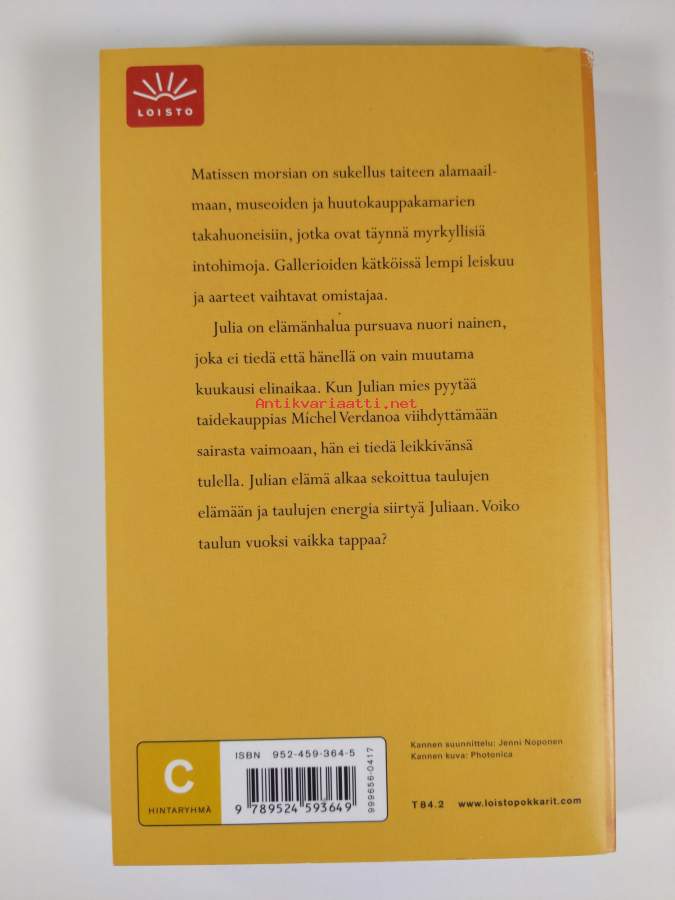 LOISTO
Matissen morsian on sukellus taiteen alamaail-
maan, museoiden ja huutokauppakamarien
takahuoneisiin, jotka ovat täynnä myrkyllisiä
intohimoja. Gallerioiden kätköissä lempi leiskuu
ja aarteet vaihtavat omistajaa.
Julia on elämänhalua pursuava nuori nainen,
joka ei tiedä että hänellä on vain muutama
kuukausi elinaikaa. Kun Julian mies pyytää
Antikvariaatti.net
taidekauppias Michel Verdanoa viihdyttämään
sairasta vaimoaan, hän ei tiedä leikkivänsä
tulella. Julian elämä alkaa sekoittua taulujen
elämään ja taulujen energia siirtyä Juliaan. Voiko
taulun vuoksi vaikka tappaa?
C
HINTARYHMÄ
ISBN 952-459-364-5
9 789524 593649
999656-0417
Kannen suunnittelu: Jenni Noponen
Kannen kuva: Photonica
T 84.2 www.loistopokkarit.com